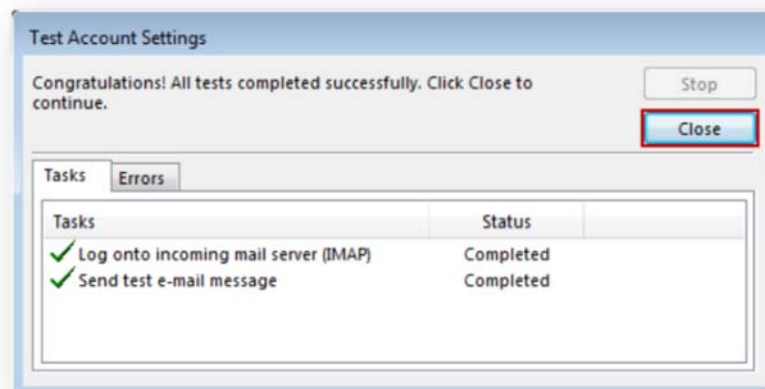 Test Account Settings
Congratulations! All tests completed successfully. Click Close to
continue.
Stop
Close
Tasks
Errors
Tasks Status
Log onto incoming mail server (IMAP) Completed
Send test e-mail message Completed